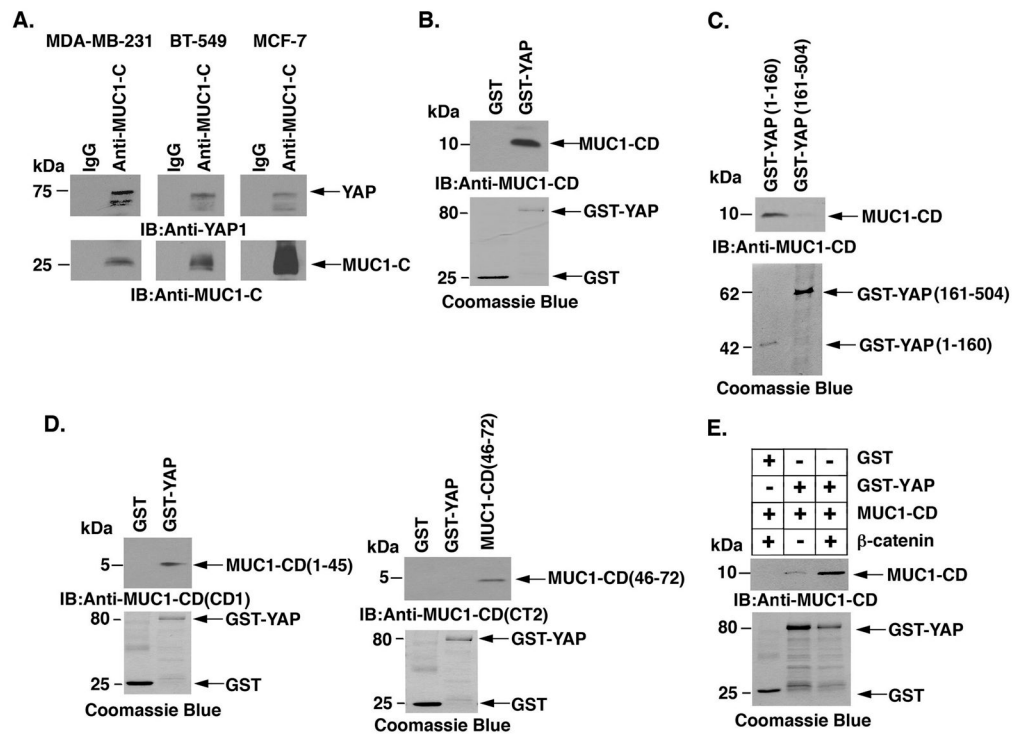 A.
MDA-MB-231 BT-549 MCF-7
IgG
Anti-MUC1-C
IgG
Anti-MUC1-C
IgG
Anti-MUC1-C
kDa
75
YAP
IB:Anti-YAP1
25
MUC1-C
IB:Anti-MUC1-C
B.
GST
GST-YAP
kDa
10
MUC1-CD
IB:Anti-MUC1-CD
80
GST-YAP
25
GST
Coomassie Blue
C.
GST-YAP(1-160)
GST-YAP(161-504)
kDa
10
MUC1-CD
IB:Anti-MUC1-CD
62
GST-YAP(161-504)
42
GST-YAP(1-160)
Coomassie Blue
D.
GST
GST-YAP
kDa
5
MUC1-CD(1-45)
IB:Anti-MUC1-CD(CD1)
80
GST-YAP
25
GST
Coomassie Blue
GST
GST-YAP
MUC1-CD(46-72)
kDa
5
MUC1-CD(46-72)
IB:Anti-MUC1-CD(CT2)
80
GST-YAP
25
GST
Coomassie Blue
E.
+ - - GST
- + + GST-YAP
+ + + MUC1-CD
+ - + β-catenin
kDa
10
MUC1-CD
IB:Anti-MUC1-CD
80
GST-YAP
25
GST
Coomassie Blue